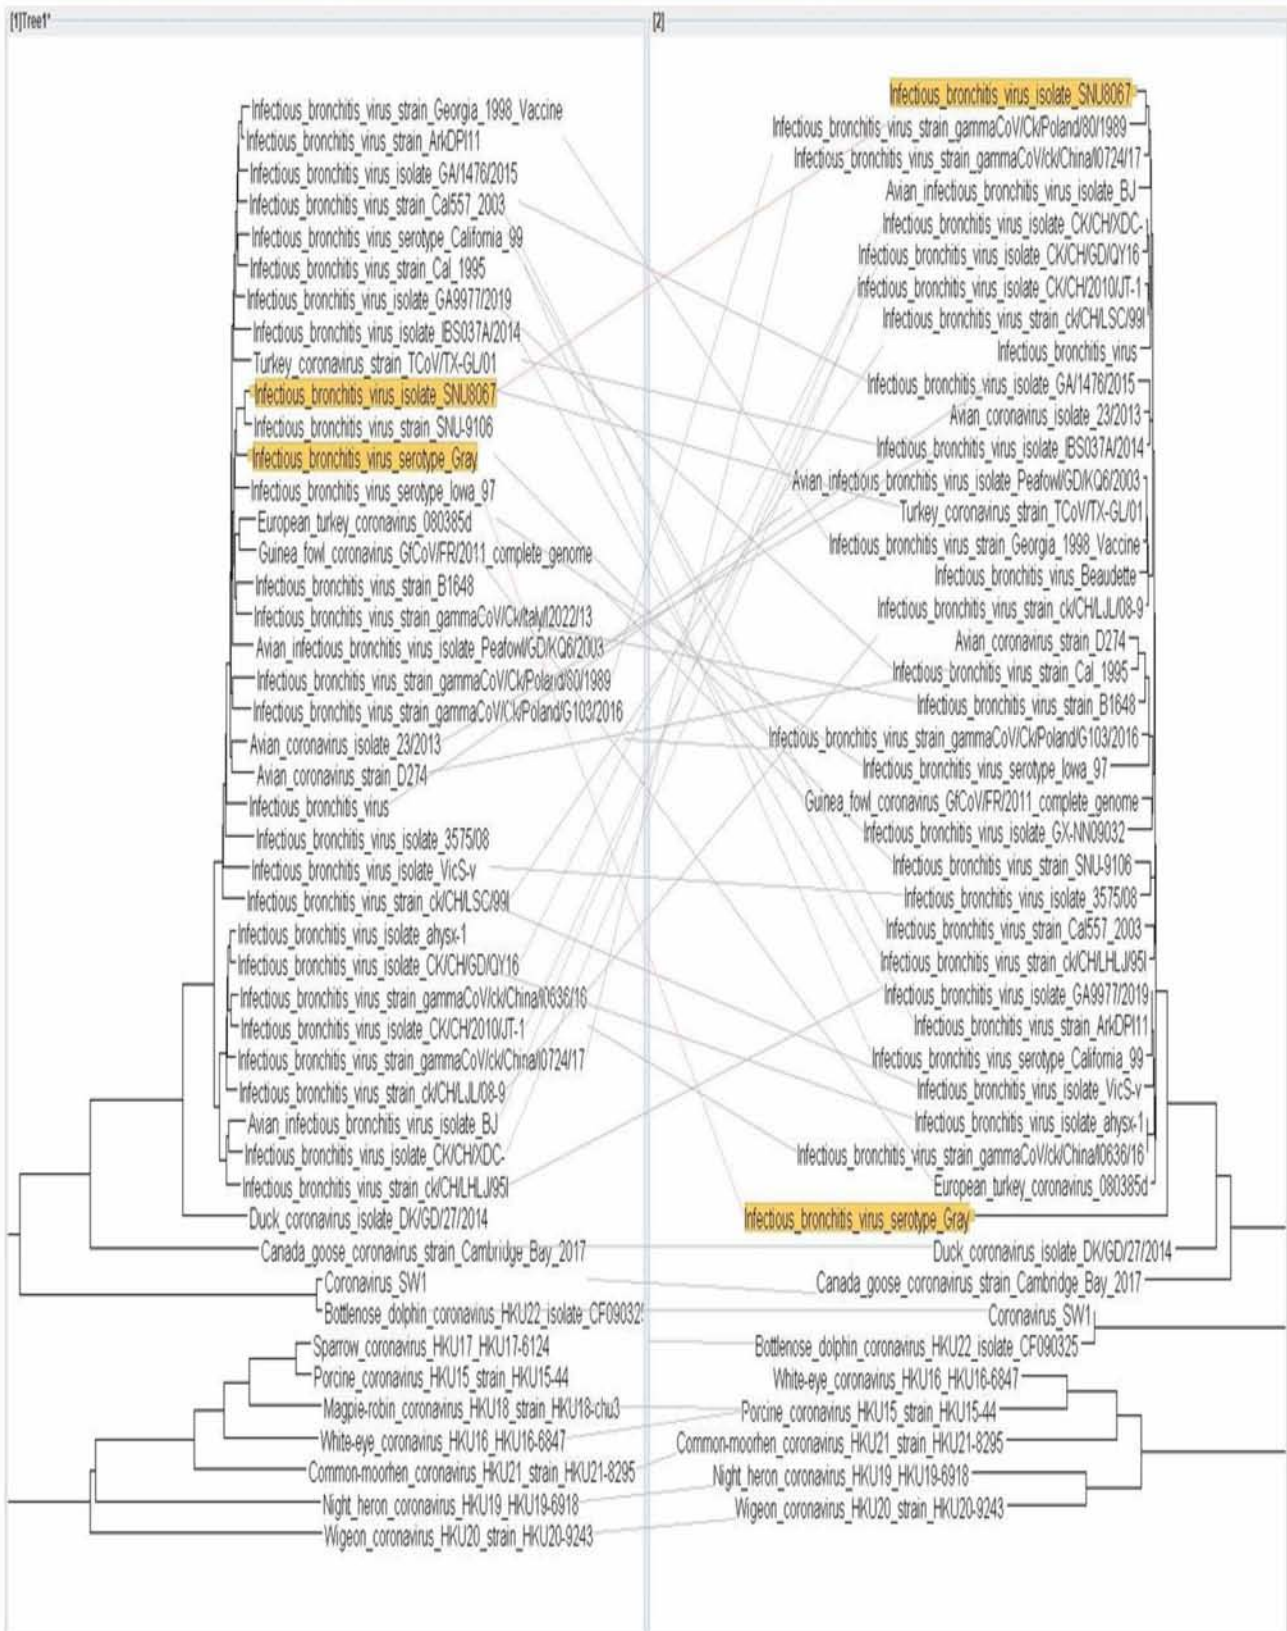 [1]Tree1*
Infectious_bronchitis_virus_strain_Georgia_1998_Vaccine
Infectious_bronchitis_virus_strain_ArkDPI11
Infectious_bronchitis_virus_isolate_GA/1476/2015
Infectious_bronchitis_virus_strain_Cal557_2003
Infectious_bronchitis_virus_serotype_California_99
Infectious_bronchitis_virus_strain_Cal_1995
Infectious_bronchitis_virus_isolate_GA9977/2019
Infectious_bronchitis_virus_isolate_IBS037A/2014
Turkey_coronavirus_strain_TCoV/TX-GL/01
Infectious_bronchitis_virus_isolate_SNU8067
Infectious_bronchitis_virus_strain_SNU-9106
Infectious_bronchitis_virus_serotype_Gray
Infectious_bronchitis_virus_serotype_Iowa_97
European_turkey_coronavirus_080385d
Guinea_fowl_coronavirus_GfCoV/FR/2011_complete_genome
Infectious_bronchitis_virus_strain_B1648
Infectious_bronchitis_virus_strain_gammaCoV/Ck/Italy/I2022/13
Avian_infectious_bronchitis_virus_isolate_Peafowl/GD/KQ6/2003
Infectious_bronchitis_virus_strain_gammaCoV/Ck/Poland/80/1989
Infectious_bronchitis_virus_strain_gammaCoV/Ck/Poland/G103/2016
Avian_coronavirus_isolate_23/2013
Avian_coronavirus_strain_D274
Infectious_bronchitis_virus
Infectious_bronchitis_virus_isolate_3575/08
Infectious_bronchitis_virus_isolate_VicS-v
Infectious_bronchitis_virus_strain_ck/CH/LSC/99I
Infectious_bronchitis_virus_isolate_ahysx-1
Infectious_bronchitis_virus_isolate_CK/CH/GD/QY16
Infectious_bronchitis_virus_strain_gammaCoV/ck/China/I0636/16
Infectious_bronchitis_virus_isolate_CK/CH/2010/JT-1
Infectious_bronchitis_virus_strain_gammaCoV/ck/China/I0724/17
Infectious_bronchitis_virus_strain_ck/CH/LJL/08-9
Avian_infectious_bronchitis_virus_isolate_BJ
Infectious_bronchitis_virus_isolate_CK/CH/XDC-
Infectious_bronchitis_virus_strain_ck/CH/LHLJ/95I
Duck_coronavirus_isolate_DK/GD/27/2014
Canada_goose_coronavirus_strain_Cambridge_Bay_2017
Coronavirus_SW1
Bottlenose_dolphin_coronavirus_HKU22_isolate_CF090325
Sparrow_coronavirus_HKU17_HKU17-6124
Porcine_coronavirus_HKU15_strain_HKU15-44
Magpie-robin_coronavirus_HKU18_strain_HKU18-chu3
White-eye_coronavirus_HKU16_HKU16-6847
Common-moorhen_coronavirus_HKU21_strain_HKU21-8295
Night_heron_coronavirus_HKU19_HKU19-6918
Wigeon_coronavirus_HKU20_strain_HKU20-9243
[2]
Infectious_bronchitis_virus_isolate_SNU8067
Infectious_bronchitis_virus_strain_gammaCoV/Ck/Poland/80/1989
Infectious_bronchitis_virus_strain_gammaCoV/ck/China/I0724/17
Avian_infectious_bronchitis_virus_isolate_BJ
Infectious_bronchitis_virus_isolate_CK/CH/XDC-
Infectious_bronchitis_virus_isolate_CK/CH/GD/QY16
Infectious_bronchitis_virus_isolate_CK/CH/2010/JT-1
Infectious_bronchitis_virus_strain_ck/CH/LSC/99I
Infectious_bronchitis_virus
Infectious_bronchitis_virus_isolate_GA/1476/2015
Avian_coronavirus_isolate_23/2013
Infectious_bronchitis_virus_isolate_IBS037A/2014
Avian_infectious_bronchitis_virus_isolate_Peafowl/GD/KQ6/2003
Turkey_coronavirus_strain_TCoV/TX-GL/01
Infectious_bronchitis_virus_strain_Georgia_1998_Vaccine
Infectious_bronchitis_virus_Beaudette
Infectious_bronchitis_virus_strain_ck/CH/LJL/08-9
Avian_coronavirus_strain_D274
Infectious_bronchitis_virus_strain_Cal_1995
Infectious_bronchitis_virus_strain_B1648
Infectious_bronchitis_virus_strain_gammaCoV/Ck/Poland/G103/2016
Infectious_bronchitis_virus_serotype_Iowa_97
Guinea_fowl_coronavirus_GfCoV/FR/2011_complete_genome
Infectious_bronchitis_virus_isolate_GX-NN09032
Infectious_bronchitis_virus_strain_SNU-9106
Infectious_bronchitis_virus_isolate_3575/08
Infectious_bronchitis_virus_strain_Cal557_2003
Infectious_bronchitis_virus_strain_ck/CH/LHLJ/95I
Infectious_bronchitis_virus_isolate_GA9977/2019
Infectious_bronchitis_virus_strain_ArkDPI11
Infectious_bronchitis_virus_serotype_California_99
Infectious_bronchitis_virus_isolate_VicS-v
Infectious_bronchitis_virus_isolate_ahysx-1
Infectious_bronchitis_virus_strain_gammaCoV/ck/China/I0636/16
European_turkey_coronavirus_080385d
Infectious_bronchitis_virus_serotype_Gray
Duck_coronavirus_isolate_DK/GD/27/2014
Canada_goose_coronavirus_strain_Cambridge_Bay_2017
Coronavirus_SW1
Bottlenose_dolphin_coronavirus_HKU22_isolate_CF090325
White-eye_coronavirus_HKU16_HKU16-6847
Porcine_coronavirus_HKU15_strain_HKU15-44
Common-moorhen_coronavirus_HKU21_strain_HKU21-8295
Night_heron_coronavirus_HKU19_HKU19-6918
Wigeon_coronavirus_HKU20_strain_HKU20-9243